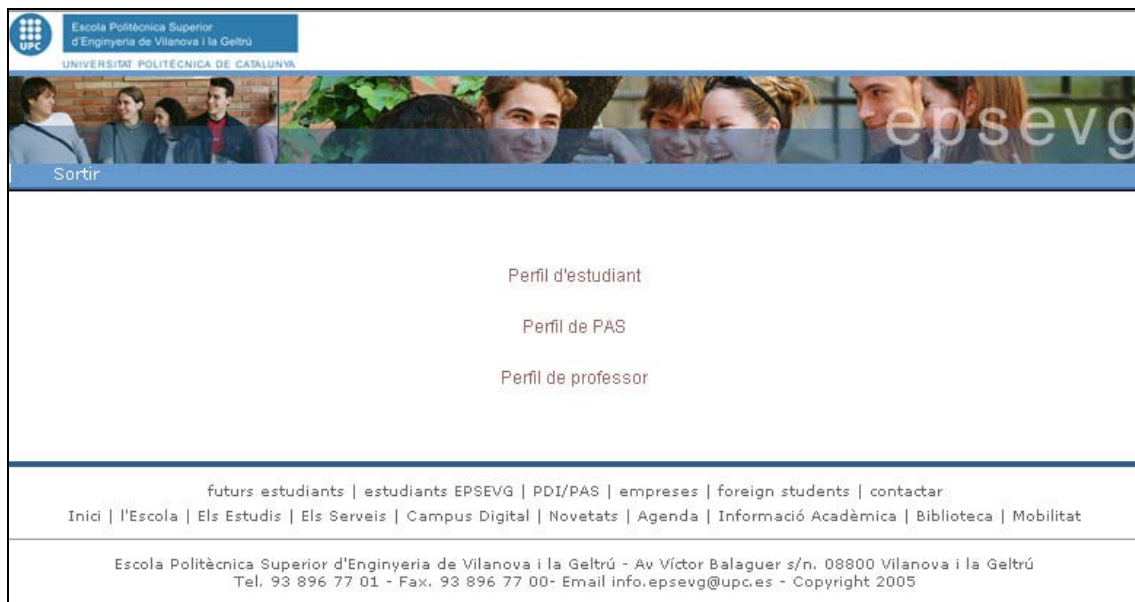 UPC
Escola Politècnica Superior
d'Enginyeria de Vilanova i la Geltrú
UNIVERSITAT POLITÈCNICA DE CATALUNYA
epsevg
Sortir
Perfil d'estudiant
Perfil de PAS
Perfil de professor
futurs estudiants | estudiants EPSEVG | PDI/PAS | empreses | foreign students | contactar
Inici | l'Escola | Els Estudis | Els Serveis | Campus Digital | Novetats | Agenda | Informació Acadèmica | Biblioteca | Mobilitat
Escola Politècnica Superior d'Enginyeria de Vilanova i la Geltrú - Av Víctor Balaguer s/n. 08800 Vilanova i la Geltrú
Tel. 93 896 77 01 - Fax. 93 896 77 00- Email info.epsevg@upc.es - Copyright 2005